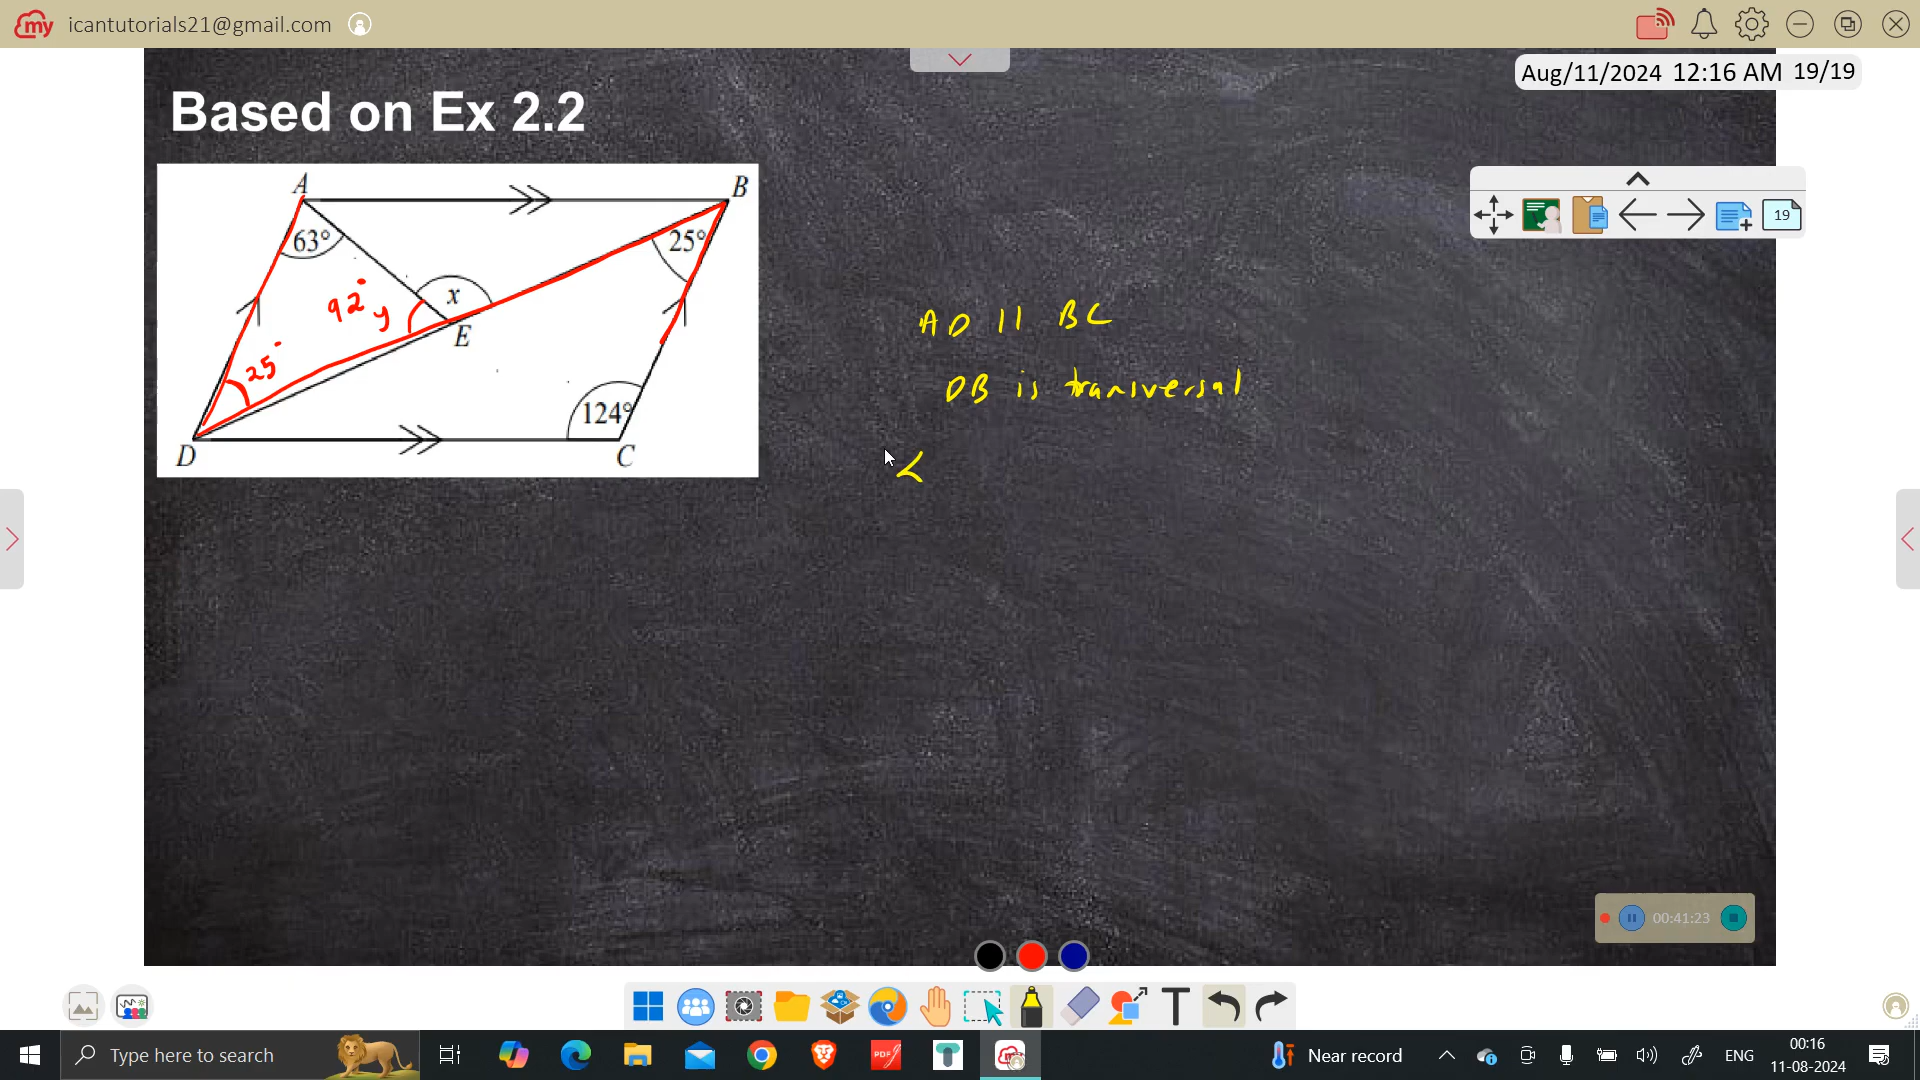 my icantutorials21@gmail.com
Aug/11/2024 12:16 AM 19/19
Based on Ex 2.2
A
B
63°
25°
92° y
x
E
25°
124°
D
C
AD || BC
DB is transversal
<
19
00:41:23
T
Type here to search
PDF
T
Near record
ENG
00:16
11-08-2024